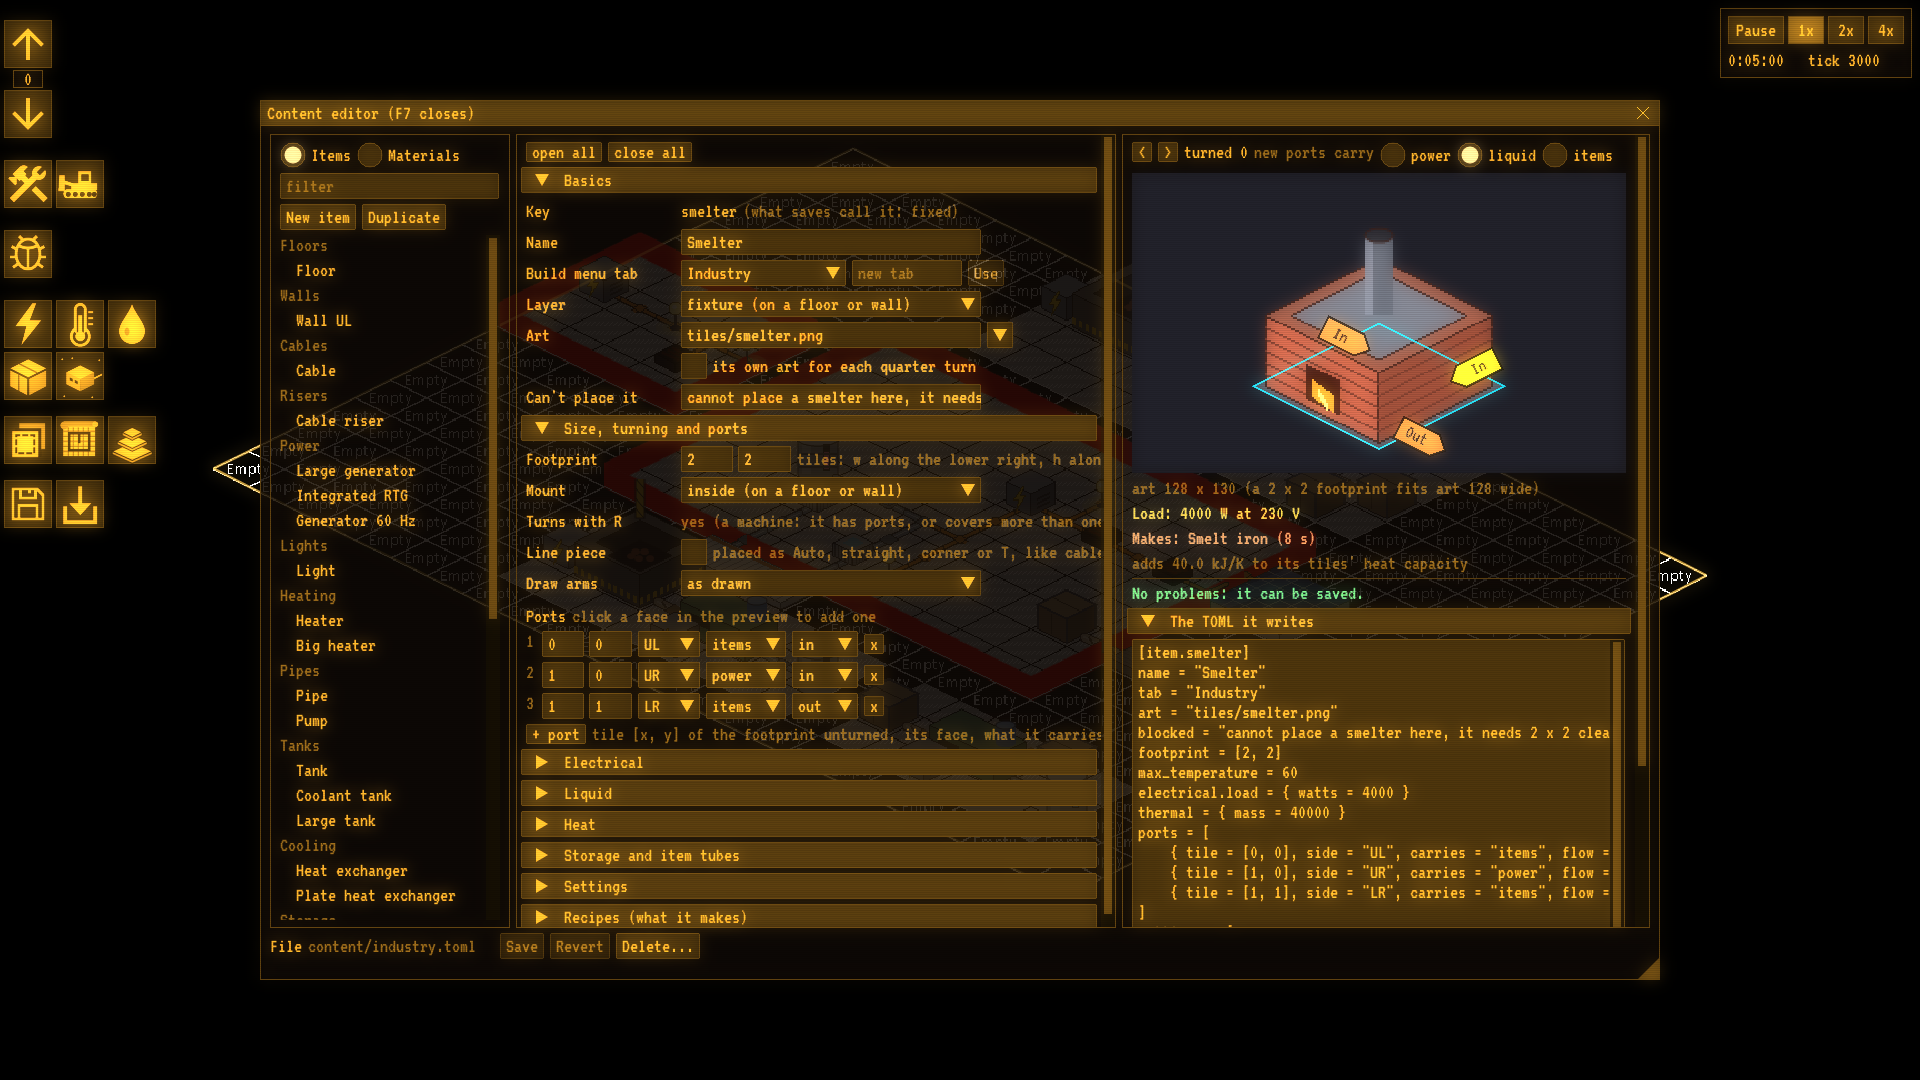 Pause 1x 2x 4x
0:05:00 tick 3000
0
Content editor (F7 closes)
Items Materials
filter
New item Duplicate
Floors
Floor
Walls
Wall UL
Cables
Cable
Risers
Cable riser
Power
Large generator
Integrated RTG
Generator 60 Hz
Lights
Light
Heating
Heater
Big heater
Pipes
Pipe
Pump
Tanks
Tank
Coolant tank
Large tank
Cooling
Heat exchanger
Plate heat exchanger
Storage
open all close all
Basics
Key smelter (what saves call it: fixed)
Name Smelter
Build menu tab Industry new tab Use
Layer fixture (on a floor or wall)
Art tiles/smelter.png
its own art for each quarter turn
Can't place it cannot place a smelter here, it needs
Size, turning and ports
Footprint 2 2 tiles: w along the lower right, h alon
Mount inside (on a floor or wall)
Turns with R yes (a machine: it has ports, or covers more than one
Line piece placed as Auto, straight, corner or T, like cable
Draw arms as drawn
Ports click a face in the preview to add one
1 0 0 UL items in x
2 1 0 UR power in x
3 1 1 LR items out x
+ port tile [x, y] of the footprint unturned, its face, what it carries
Electrical
Liquid
Heat
Storage and item tubes
Settings
Recipes (what it makes)
< > turned 0 new ports carry power liquid items
In
In
Out
art 128 x 130 (a 2 x 2 footprint fits art 128 wide)
Load: 4000 W at 230 V
Makes: Smelt iron (8 s)
adds 40.0 kJ/K to its tiles' heat capacity
No problems: it can be saved.
The TOML it writes
[item.smelter]
name = "Smelter"
tab = "Industry"
art = "tiles/smelter.png"
blocked = "cannot place a smelter here, it needs 2 x 2 clea
footprint = [2, 2]
max_temperature = 60
electrical.load = { watts = 4000 }
thermal = { mass = 40000 }
ports = [
{ tile = [0, 0], side = "UL", carries = "items", flow =
{ tile = [1, 0], side = "UR", carries = "power", flow =
{ tile = [1, 1], side = "LR", carries = "items", flow =
]
File content/industry.toml Save Revert Delete...
Empty